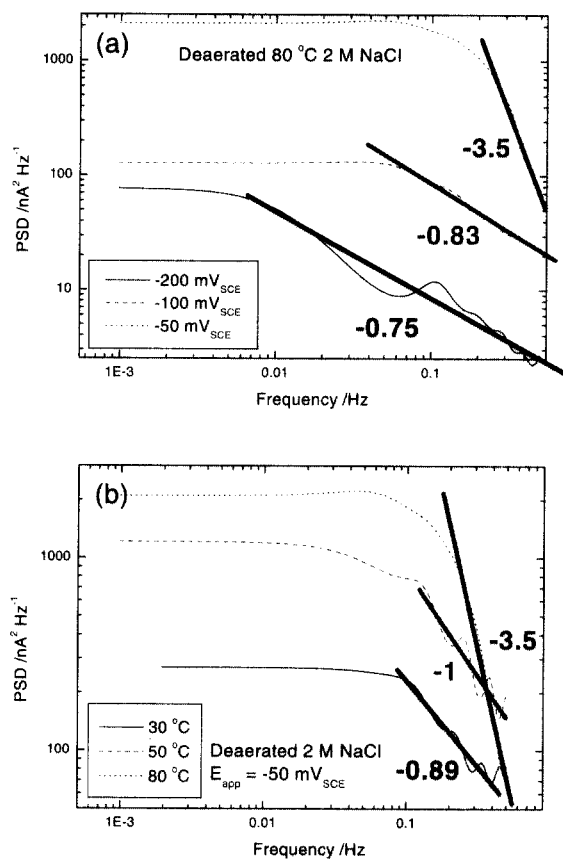 (a)
Deaerated 80 °C 2 M NaCl
1000
100
10
PSD /nA² Hz⁻¹
-3.5
-0.83
-0.75
-200 mV_SCE
-100 mV_SCE
-50 mV_SCE
1E-3
0.01
0.1
Frequency /Hz
(b)
1000
100
PSD /nA² Hz⁻¹
-3.5
-1
-0.89
30 °C
50 °C
80 °C
Deaerated 2 M NaCl
E_app = -50 mV_SCE
1E-3
0.01
0.1
Frequency /Hz